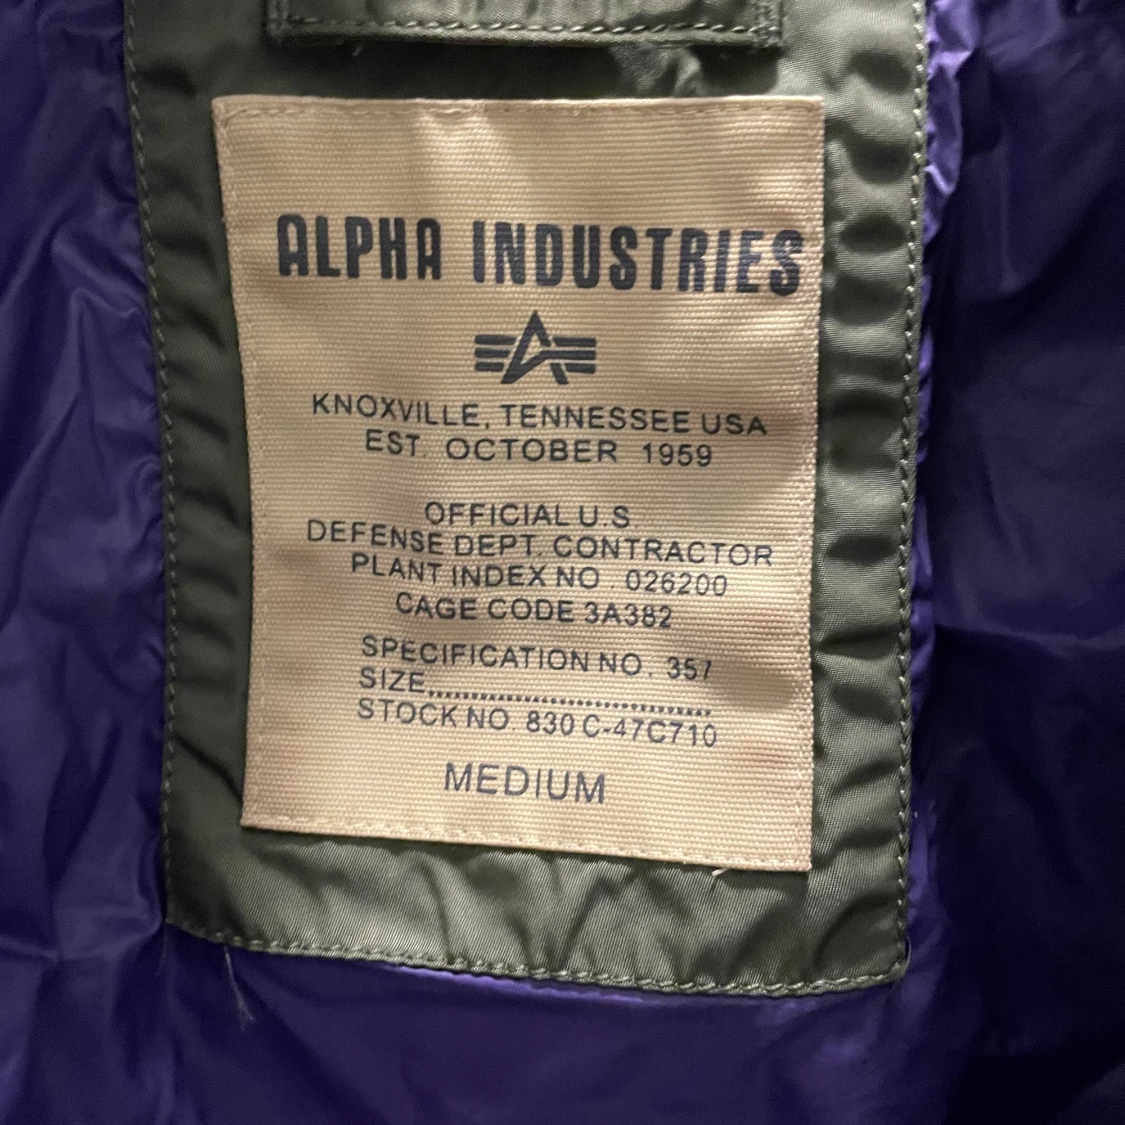 ALPHA INDUSTRIES
KNOXVILLE, TENNESSEE USA
EST. OCTOBER 1959
OFFICIAL U.S.
DEFENSE DEPT. CONTRACTOR
PLANT INDEX NO. 026200
CAGE CODE 3A382
SPECIFICATION NO. 357
SIZE...................................
STOCK NO. 830 C-47C710
MEDIUM